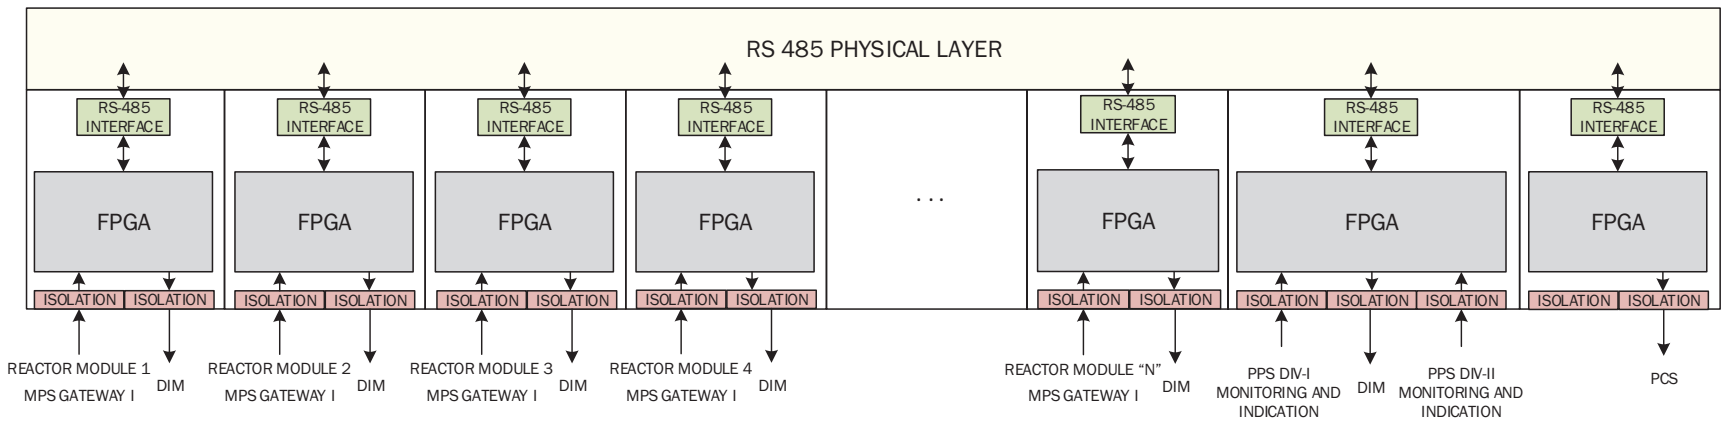 RS 485 PHYSICAL LAYER
RS-485
INTERFACE
RS-485
INTERFACE
RS-485
INTERFACE
RS-485
INTERFACE
RS-485
INTERFACE
RS-485
INTERFACE
RS-485
INTERFACE
FPGA
FPGA
FPGA
FPGA
. . .
FPGA
FPGA
FPGA
ISOLATION ISOLATION
ISOLATION ISOLATION
ISOLATION ISOLATION
ISOLATION ISOLATION
ISOLATION ISOLATION
ISOLATION ISOLATION ISOLATION
ISOLATION ISOLATION
REACTOR MODULE 1
MPS GATEWAY I
DIM
REACTOR MODULE 2
MPS GATEWAY I
DIM
REACTOR MODULE 3
MPS GATEWAY I
DIM
REACTOR MODULE 4
MPS GATEWAY I
DIM
REACTOR MODULE “N”
MPS GATEWAY I
DIM
PPS DIV-I
MONITORING AND
INDICATION
DIM
PPS DIV-II
MONITORING AND
INDICATION
PCS